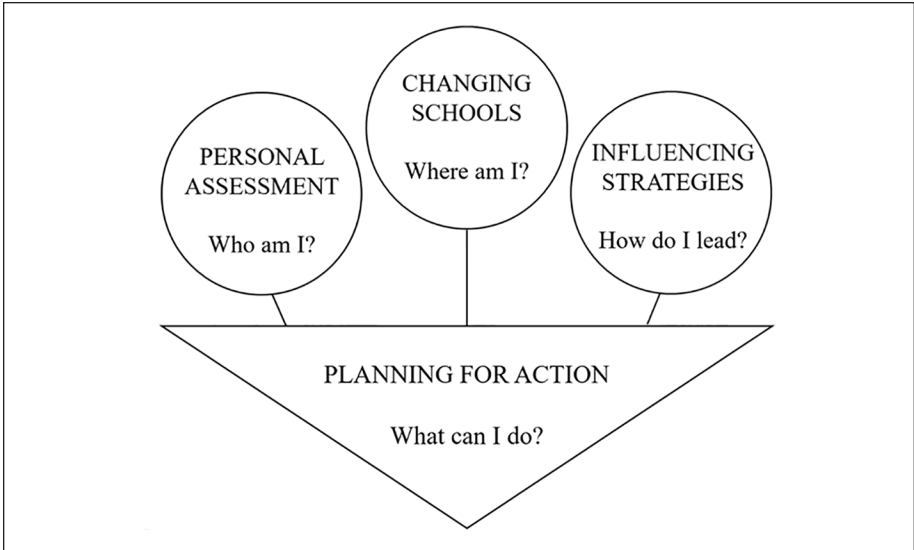 PERSONAL
ASSESSMENT
Who am I?
CHANGING
SCHOOLS
Where am I?
INFLUENCING
STRATEGIES
How do I lead?
PLANNING FOR ACTION
What can I do?